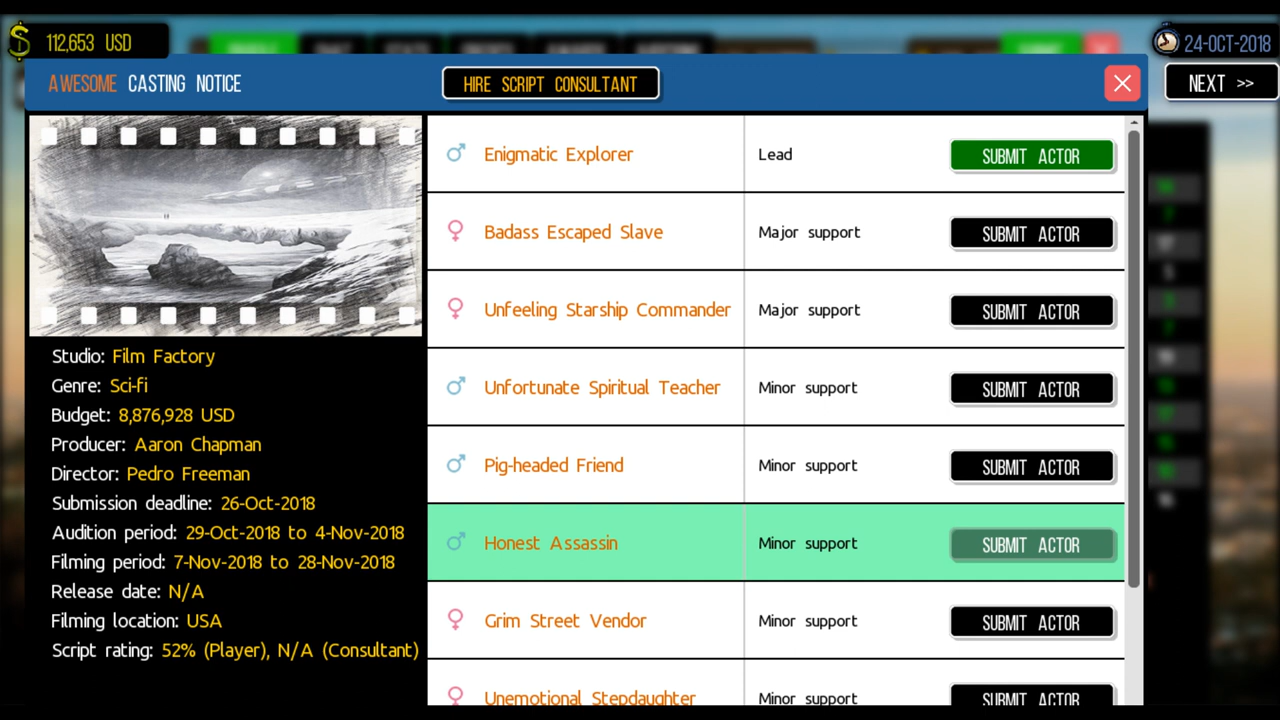 112,653 USD
24-OCT-2018
AWESOME CASTING NOTICE
HIRE SCRIPT CONSULTANT
NEXT >>
Enigmatic Explorer Lead SUBMIT ACTOR
Badass Escaped Slave Major support SUBMIT ACTOR
Unfeeling Starship Commander Major support SUBMIT ACTOR
Unfortunate Spiritual Teacher Minor support SUBMIT ACTOR
Pig-headed Friend Minor support SUBMIT ACTOR
Honest Assassin Minor support SUBMIT ACTOR
Grim Street Vendor Minor support SUBMIT ACTOR
Unemotional Stepdaughter Minor support SUBMIT ACTOR
Studio: Film Factory
Genre: Sci-fi
Budget: 8,876,928 USD
Producer: Aaron Chapman
Director: Pedro Freeman
Submission deadline: 26-Oct-2018
Audition period: 29-Oct-2018 to 4-Nov-2018
Filming period: 7-Nov-2018 to 28-Nov-2018
Release date: N/A
Filming location: USA
Script rating: 52% (Player), N/A (Consultant)